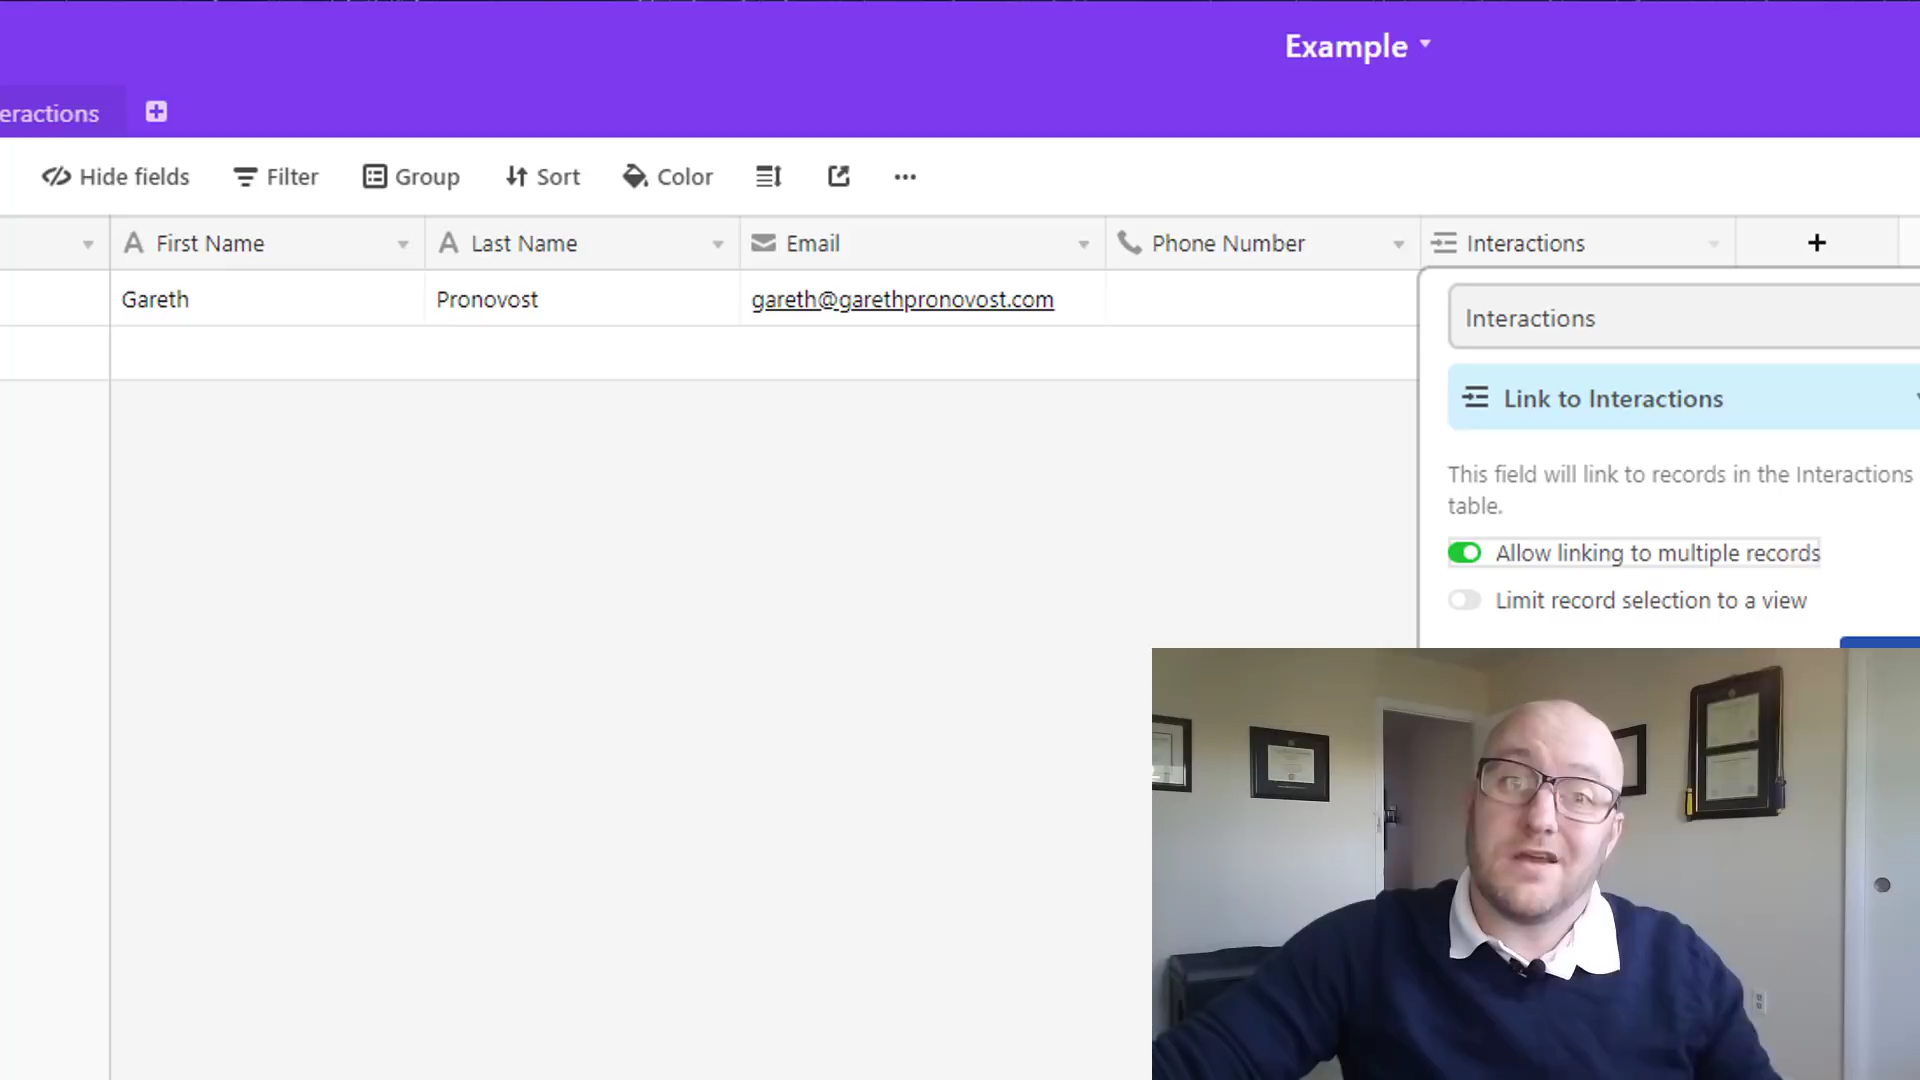 Example
eractions
Hide fields
Filter
Group
Sort
Color
First Name
Last Name
Email
Phone Number
Interactions
Gareth
Pronovost
gareth@garethpronovost.com
Interactions
Link to Interactions
This field will link to records in the Interactions
table.
Allow linking to multiple records
Limit record selection to a view